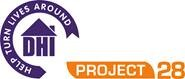 HELP TURN LIVES AROUND
DHI
PROJECT 28